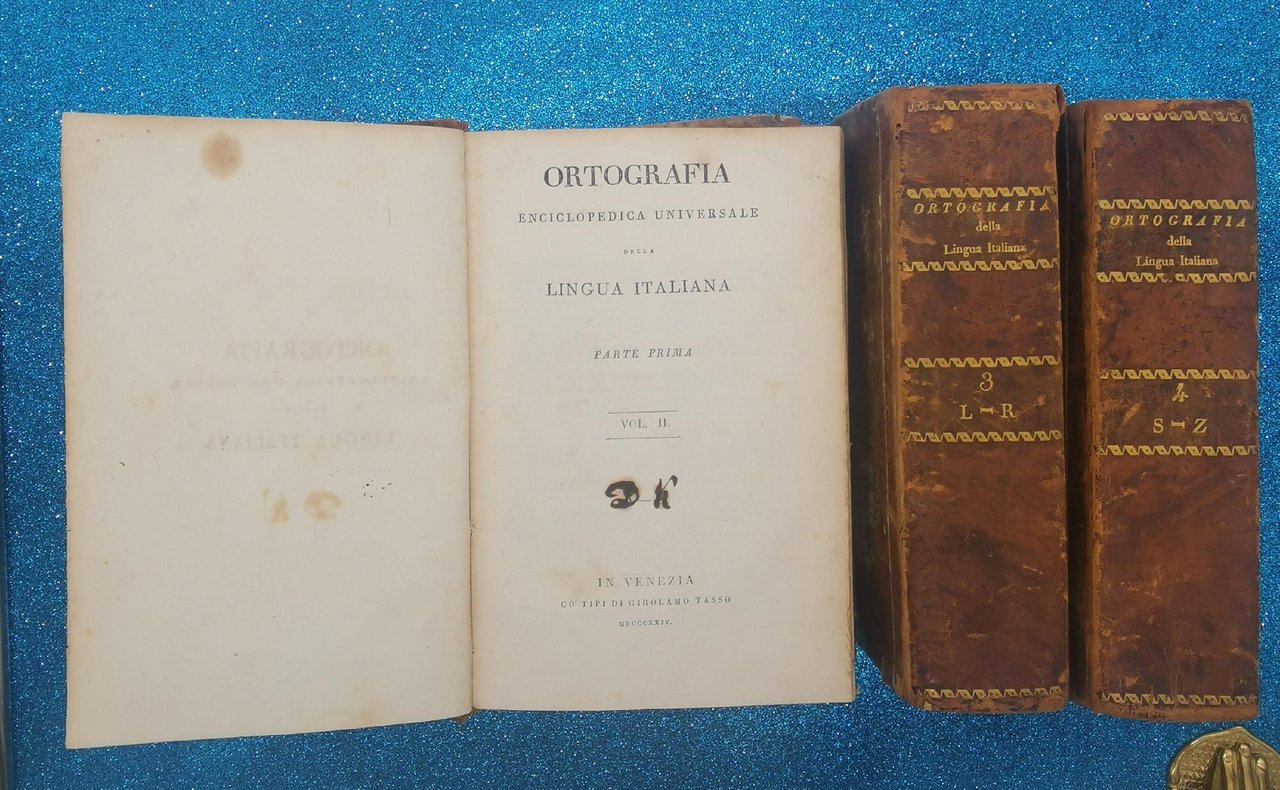 ORTOGRAFIA
ENCICLOPEDICA UNIVERSALE
DELLA
LINGUA ITALIANA
PARTE PRIMA
VOL. II.
D K
IN VENEZIA
CO' TIPI DI GIROLAMO TASSO
MDCCCXXIV.
ORTOGRAFIA
della
Lingua Italiana
3
L-R
ORTOGRAFIA
della
Lingua Italiana
4
S-Z